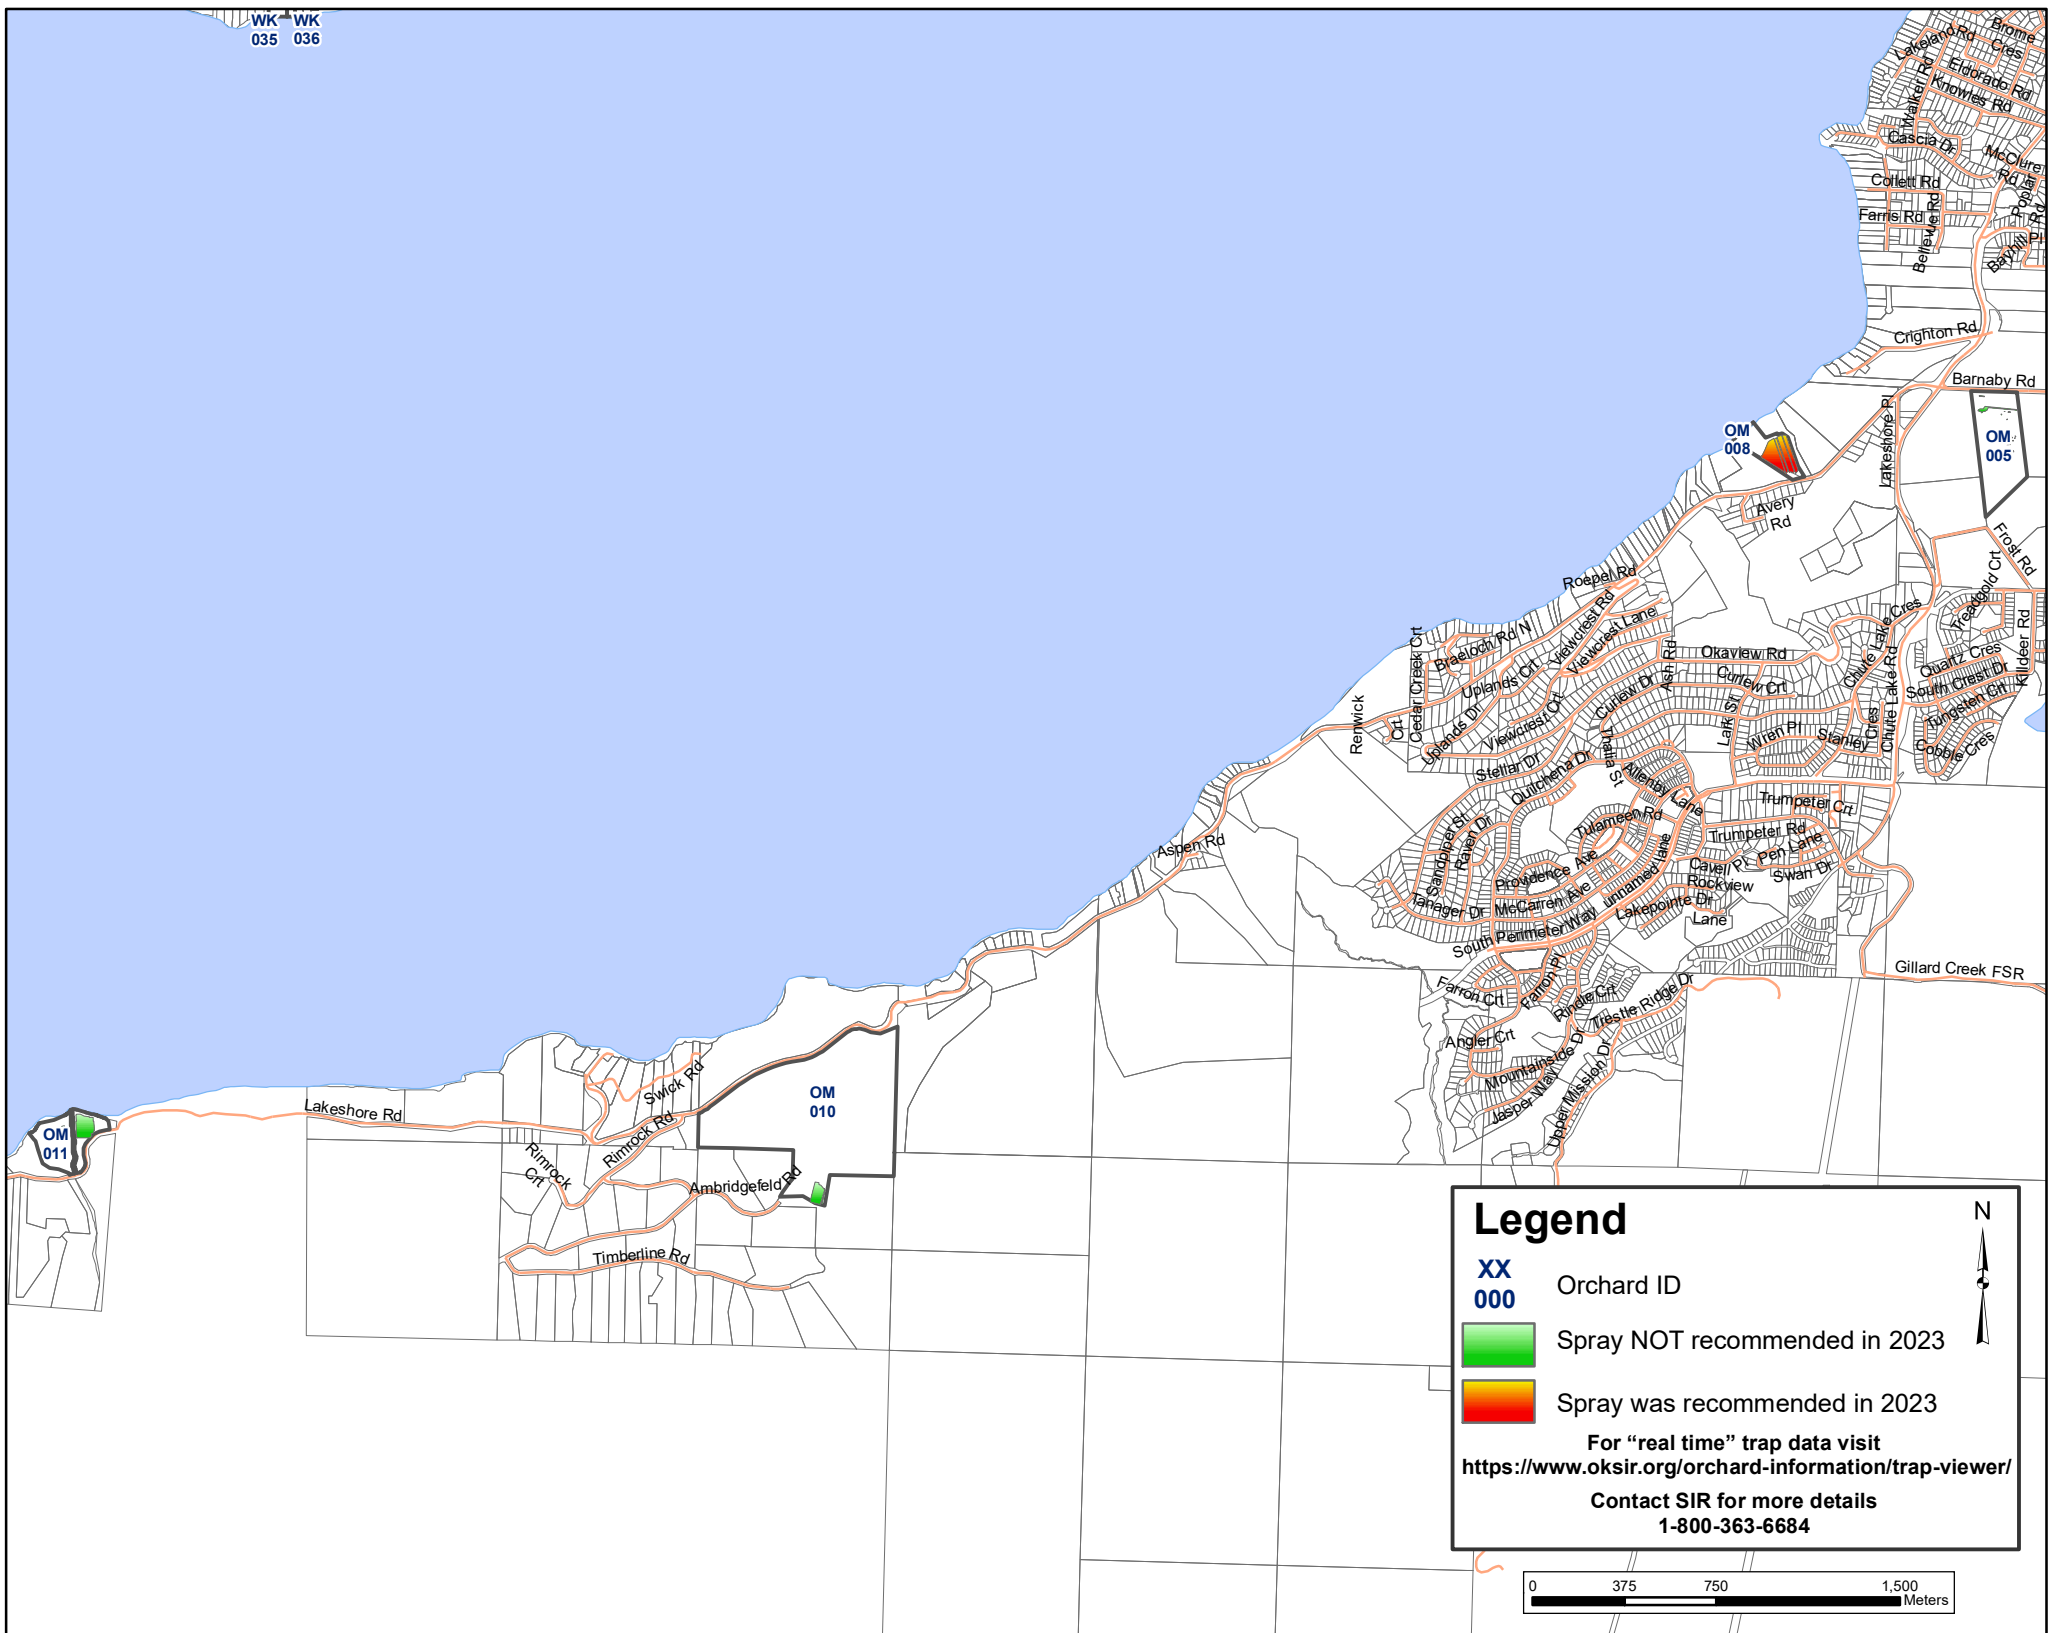 WK
035
WK
036
Lakeland Rd
Brome
Cres
Eldorado Rd
Walker Rd
Knowles Rd
Cascia Dr
McClure
Rd
Collett Rd
Poplar
Rd
Farris Rd
Bellevue Rd
Bayhill
Pl
Crighton Rd
Barnaby Rd
Lakeshore Pl
OM
008
OM
005
Avery
Rd
Frost Rd
Roepel Rd
Treadgold Crt
Viewcrest Rd
Viewcrest Lane
Chute Lake Cres
Killdeer Rd
Braeloch Rd N
Cedar Creek Crt
Ash Rd
Okaview Rd
Quartz Cres
Uplands Crt
Curlew Dr
Curlew Crt
South Crest Dr
Tungsten Crt
Chute Lake Rd
Renwick
Crt
Uplands Dr
Viewcrest Crt
Lark St
Wren Pl
Stanley
Cres
Cobble Cres
Stellar Dr
Quilchena Dr
Thalia St
Allenby Lane
Trumpeter Crt
Aspen Rd
Sandpiper St
Raven Dr
Tulameen Rd
Trumpeter Rd
Providence Ave
Cavell Pl
Pen Lane
Swan Dr
unnamed lane
Rockview
Lane
Tanager Dr
McCarren Ave
Lakepointe Dr
South Perimeter Way
Gillard Creek FSR
Farron Crt
Farron Pl
Rindle Crt
Trestle Ridge Dr
Angler Crt
Mountainside Dr
Jasper Way
Upper Mission Dr
Swick Rd
OM
010
Lakeshore Rd
OM
011
Rimrock Rd
Rimrock
Crt
Ambridgefeld Rd
Timberline Rd
Legend
N
XX
000
Orchard ID
Spray NOT recommended in 2023
Spray was recommended in 2023
For “real time” trap data visit
https://www.oksir.org/orchard-information/trap-viewer/
Contact SIR for more details
1-800-363-6684
0 375 750 1,500
Meters